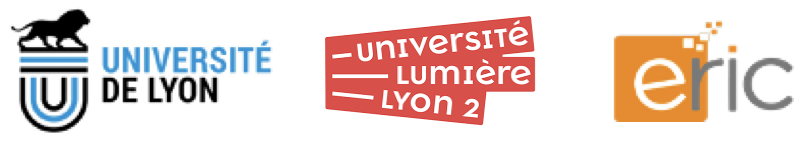 UNIVERSITÉ
DE LYON
UNIVERSITÉ
LUMIÈRE
LYON 2
eric